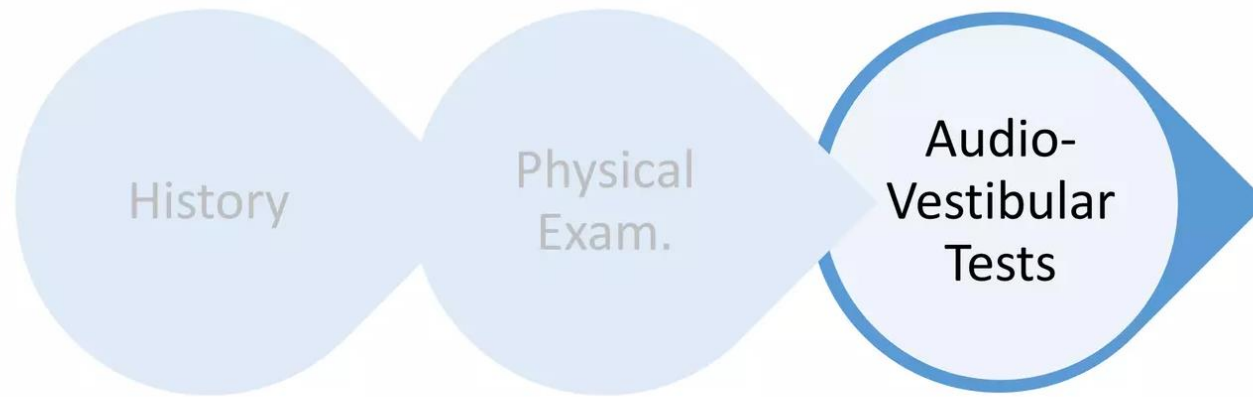 History
Physical
Exam.
Audio-
Vestibular
Tests